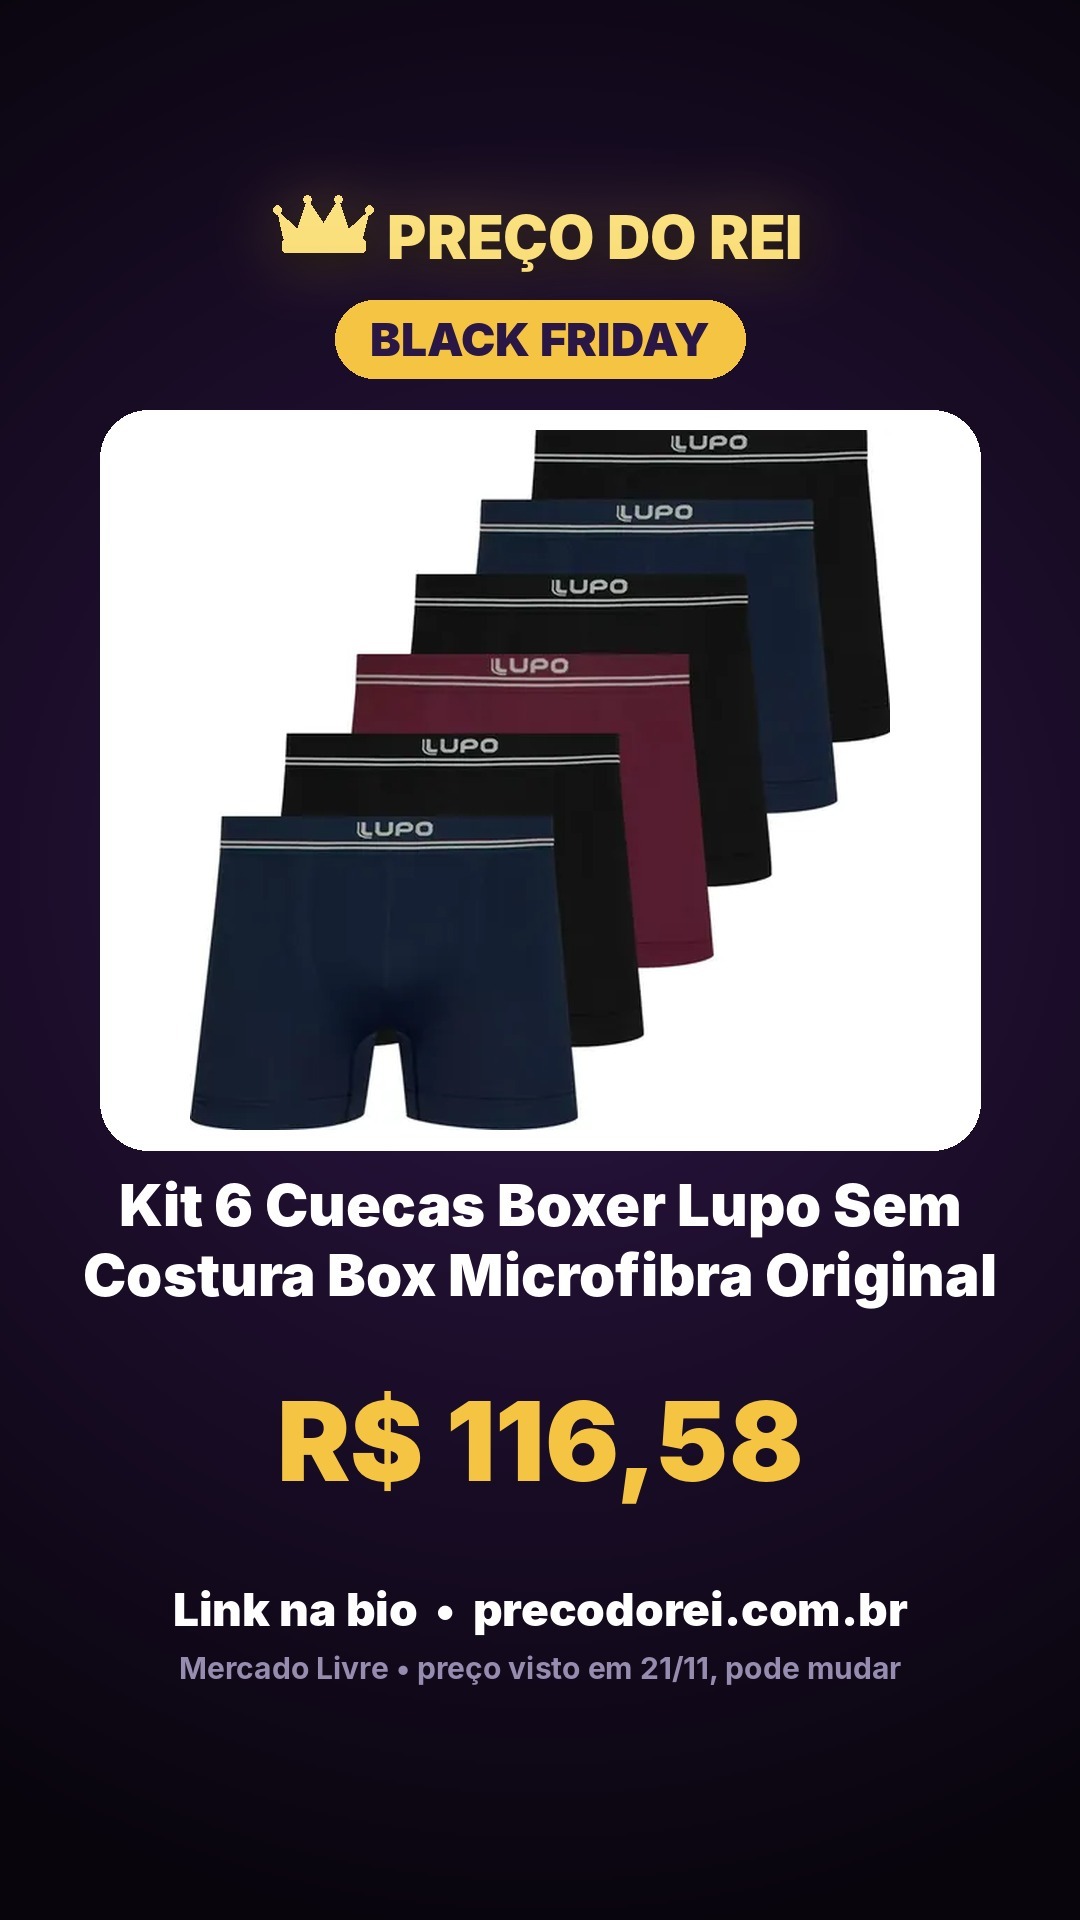 PREÇO DO REI
BLACK FRIDAY
LUPO
LUPO
LUPO
LUPO
LUPO
LUPO
Kit 6 Cuecas Boxer Lupo Sem
Costura Box Microfibra Original
R$ 116,58
Link na bio • precodorei.com.br
Mercado Livre • preço visto em 21/11, pode mudar